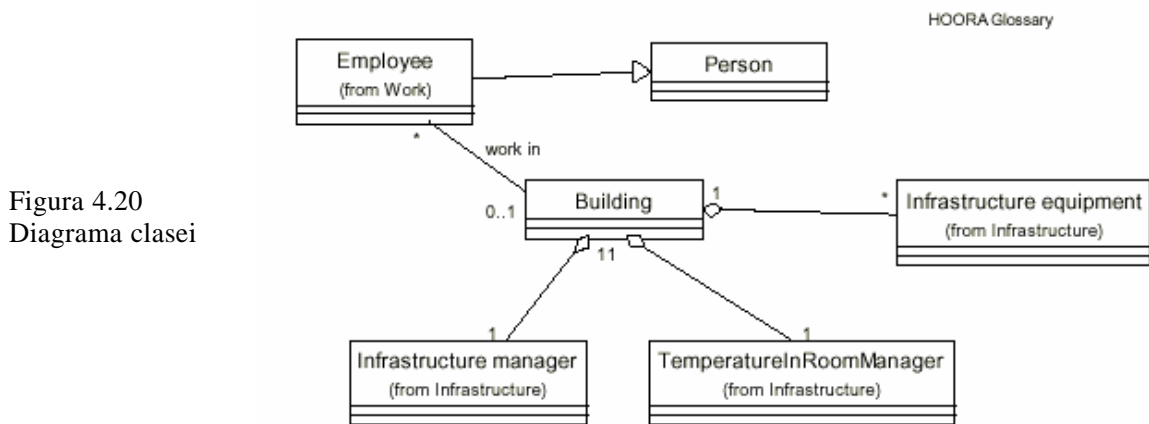 HOORA Glossary
Employee
(from Work)
Person
*
work in
Figura 4.20
Diagrama clasei
0..1
Building
1
*
Infrastructure equipment
(from Infrastructure)
11
1
Infrastructure manager
(from Infrastructure)
1
TemperatureInRoomManager
(from Infrastructure)